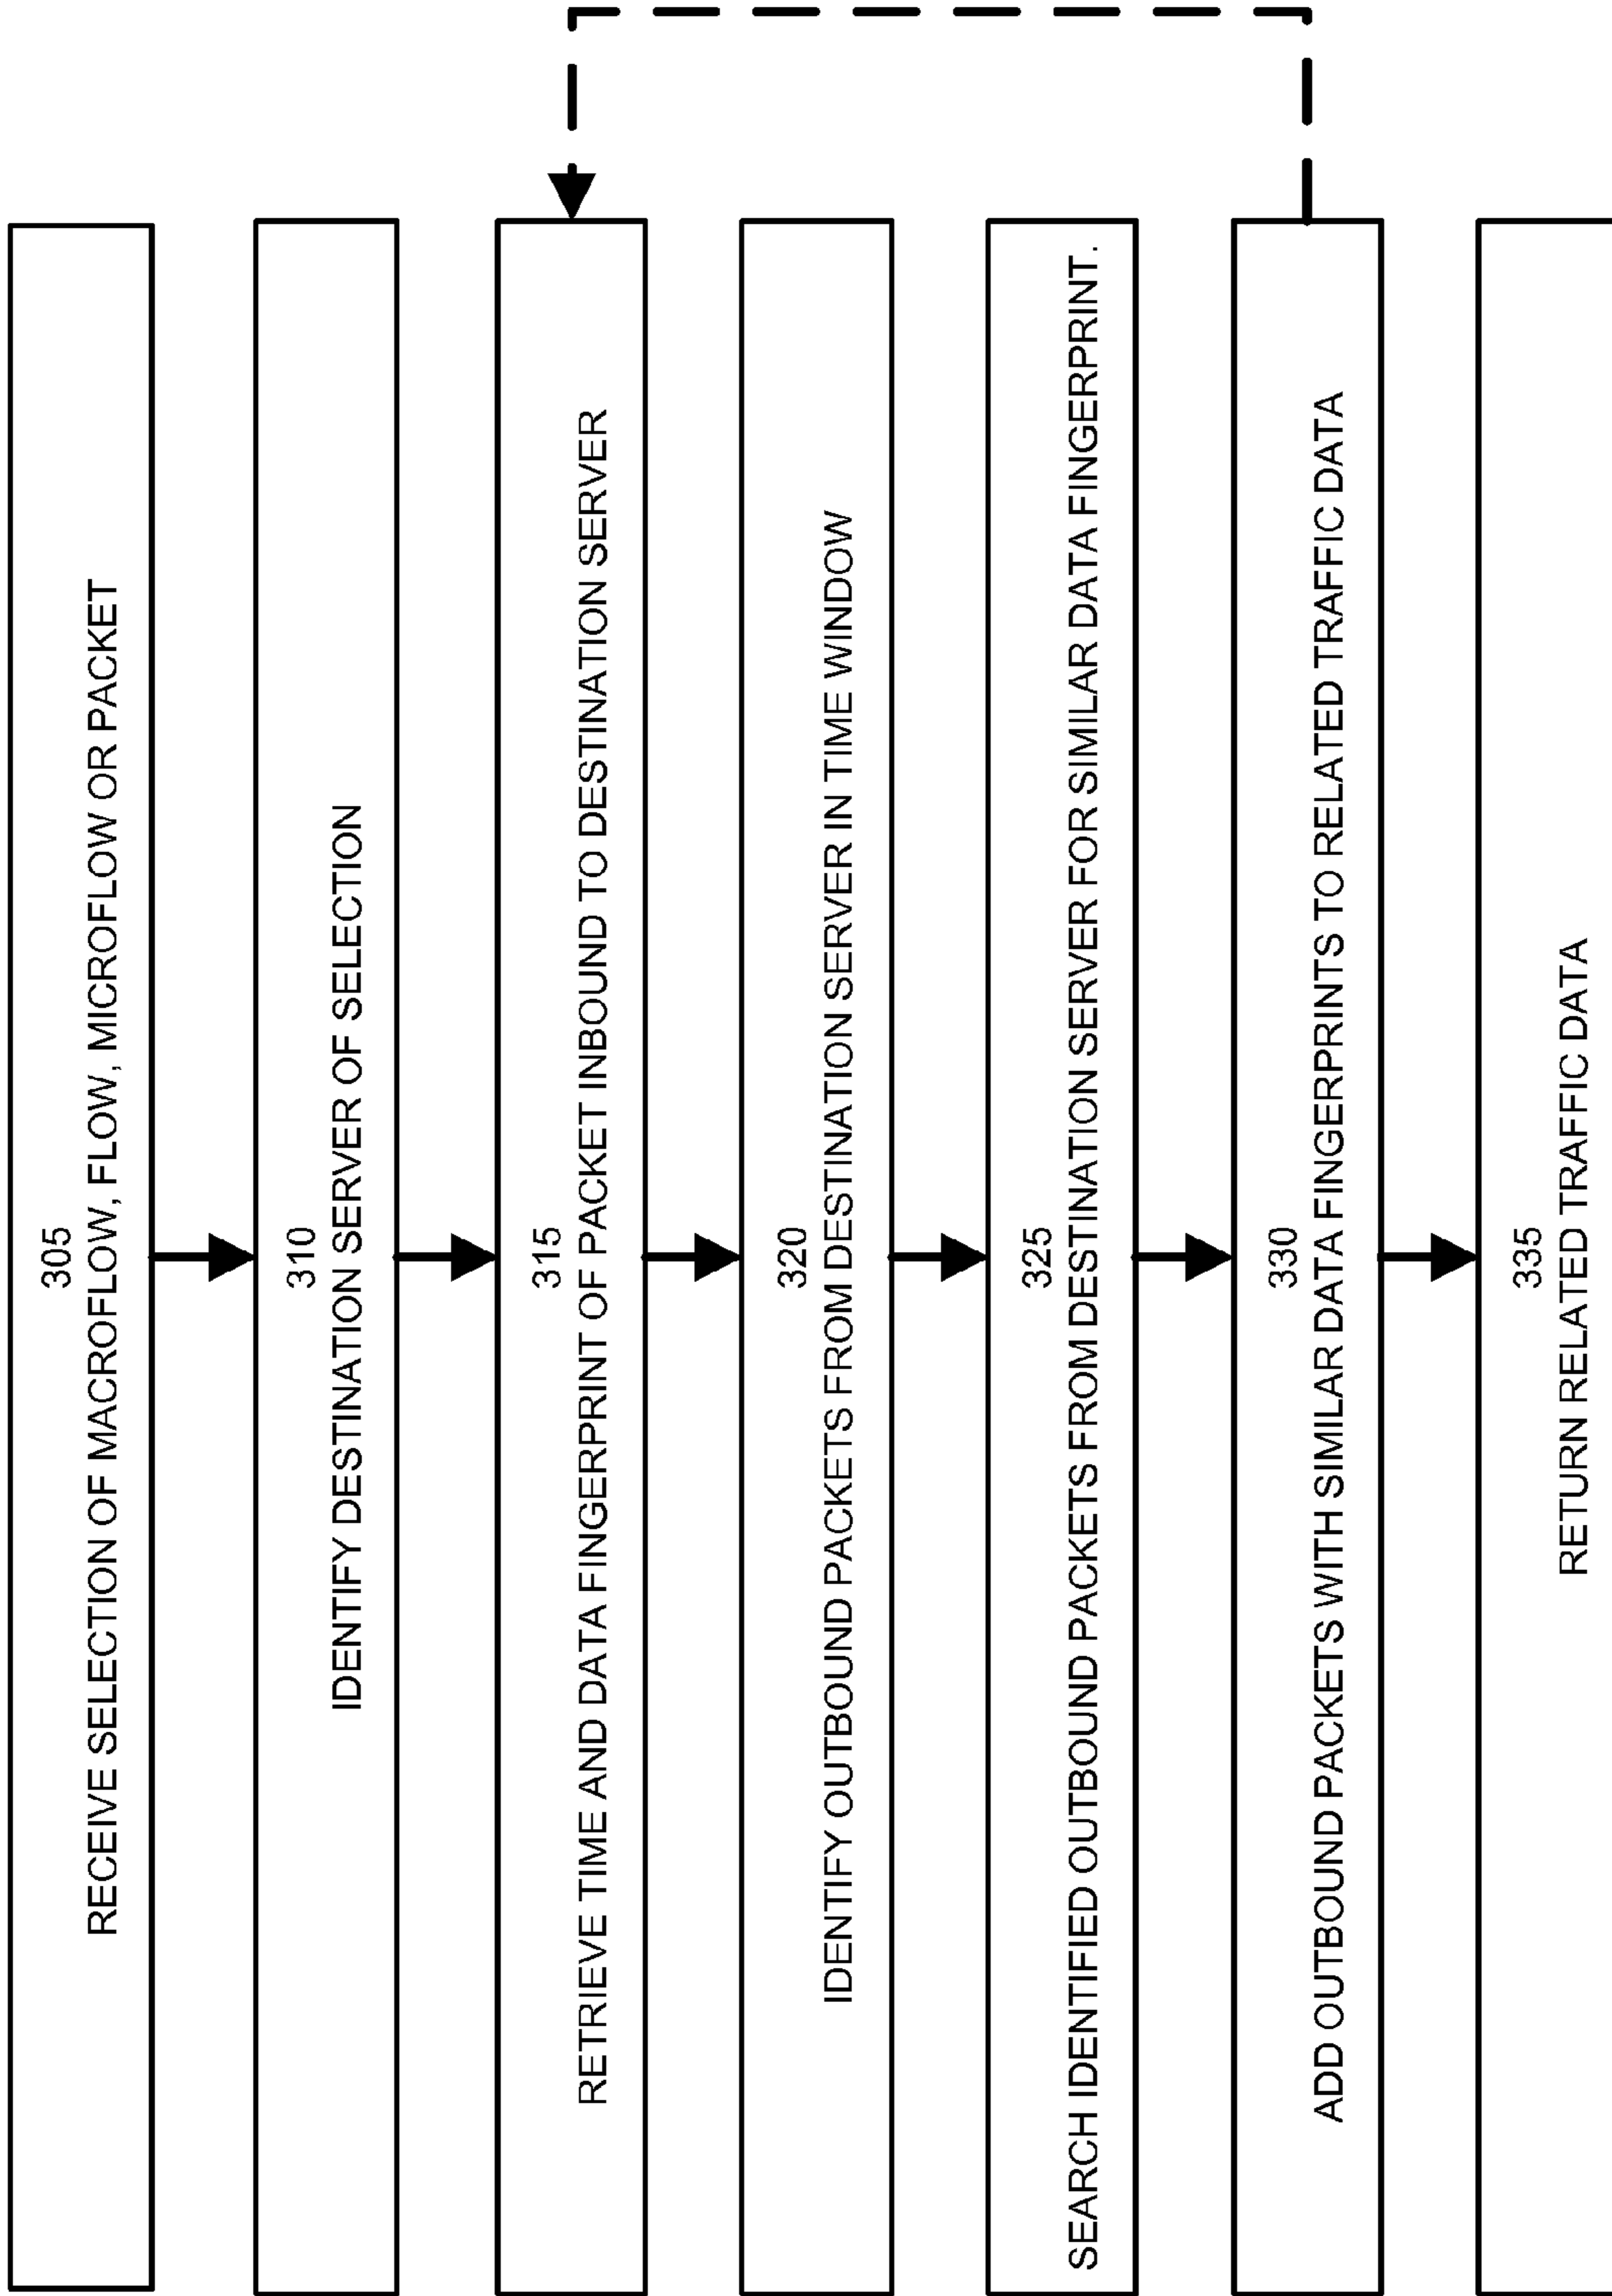 305
RECEIVE SELECTION OF MACROFLOW, FLOW, MICROFLOW OR PACKET
310
IDENTIFY DESTINATION SERVER OF SELECTION
315
RETRIEVE TIME AND DATA FINGERPRINT OF PACKET INBOUND TO DESTINATION SERVER
320
IDENTIFY OUTBOUND PACKETS FROM DESTINATION SERVER IN TIME WINDOW
325
SEARCH IDENTIFIED OUTBOUND PACKETS FROM DESTINATION SERVER FOR SIMILAR DATA FINGERPRINT.
330
ADD OUTBOUND PACKETS WITH SIMILAR DATA FINGERPRINTS TO RELATED TRAFFIC DATA
335
RETURN RELATED TRAFFIC DATA